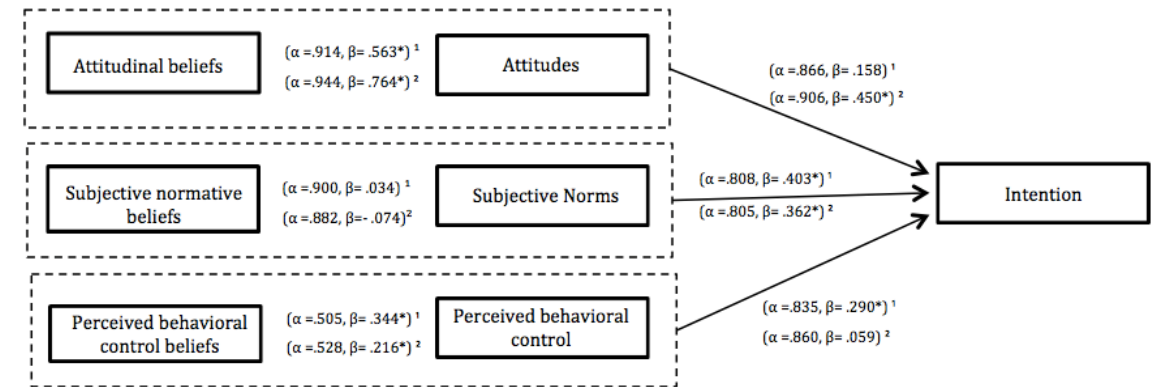 Attitudinal beliefs
(α =.914, β= .563*) ¹
(α =.944, β= .764*) ²
Attitudes
(α =.866, β= .158) ¹
(α =.906, β= .450*) ²
Subjective normative
beliefs
(α =.900, β= .034) ¹
(α =.882, β=- .074)²
Subjective Norms
(α =.808, β= .403*) ¹
(α =.805, β= .362*) ²
Intention
Perceived behavioral
control beliefs
(α =.505, β= .344*) ¹
(α =.528, β= .216*) ²
Perceived behavioral
control
(α =.835, β= .290*) ¹
(α =.860, β= .059) ²